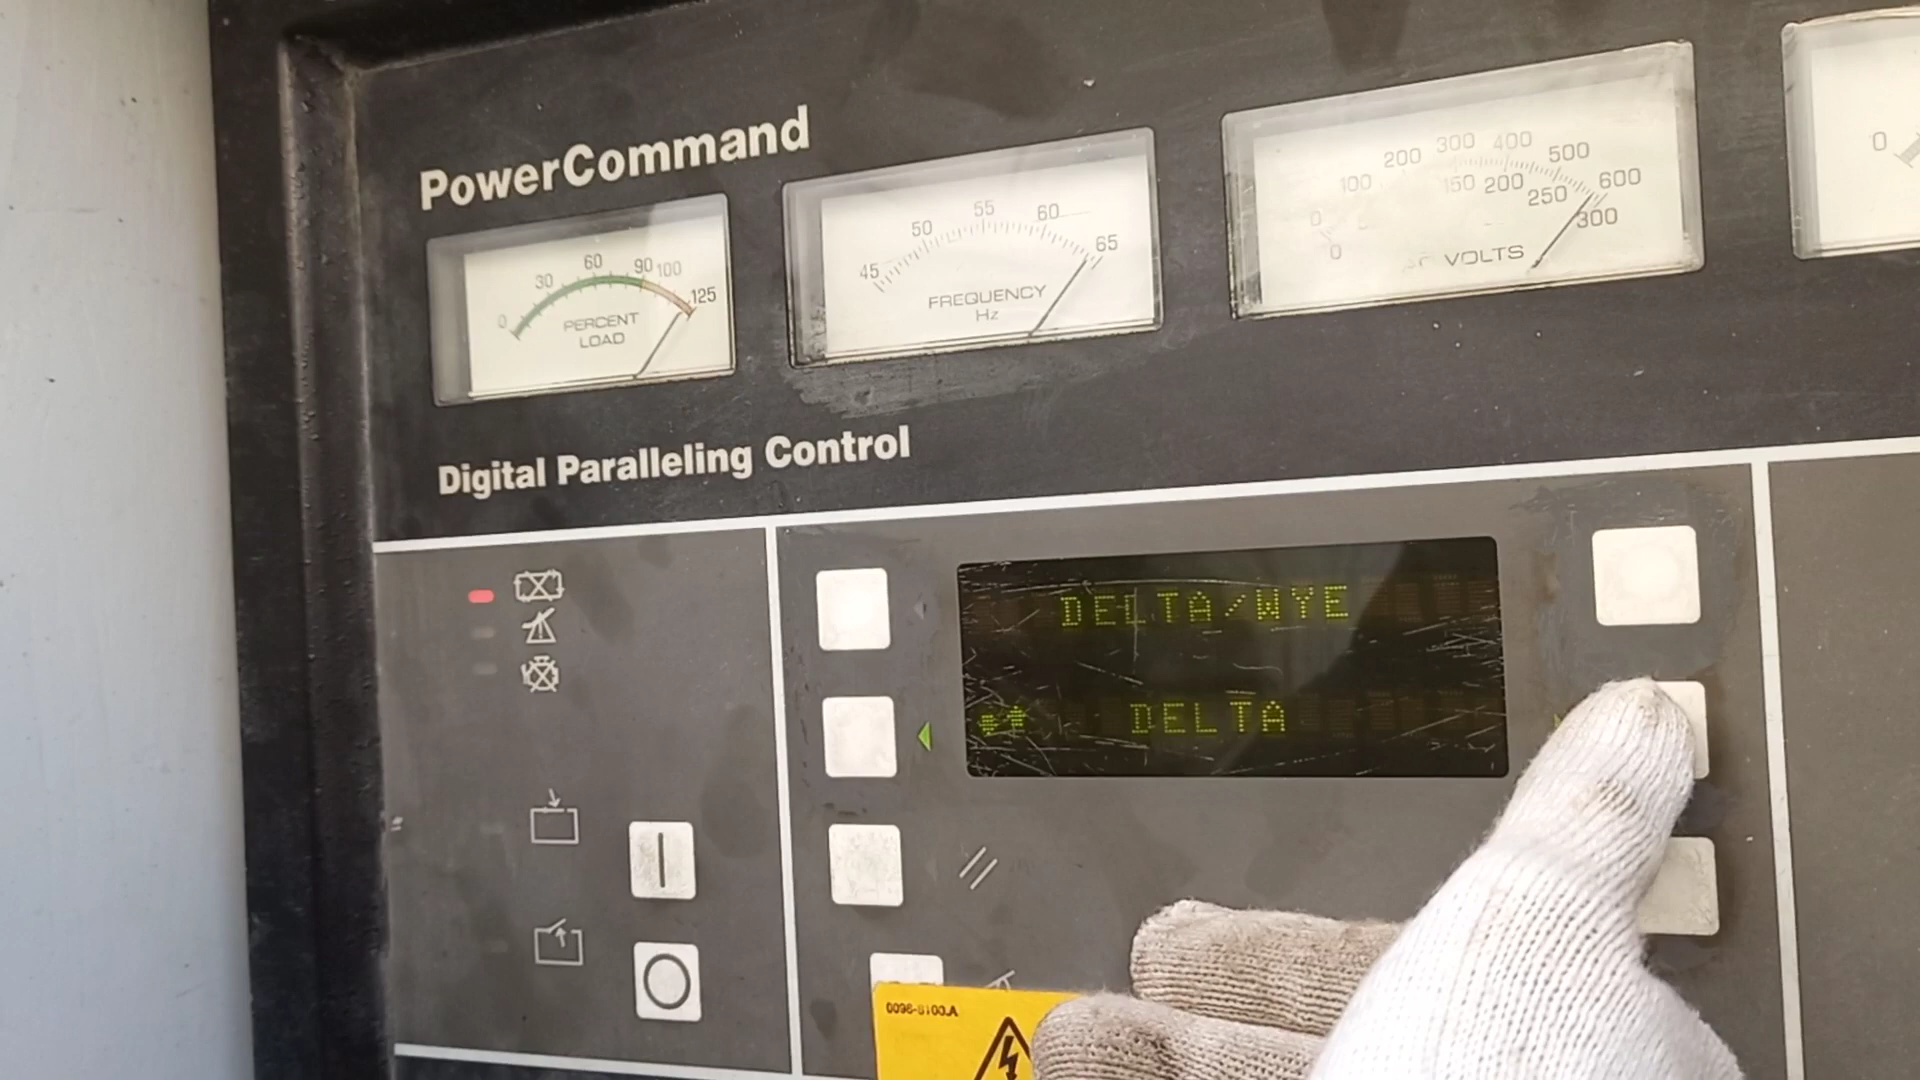 PowerCommand
0 30 60 90 100 125
PERCENT
LOAD
45 50 55 60 65
FREQUENCY
Hz
0 100 200 300 400 500 600
0 150 200 250 300
VOLTS
0
Digital Paralleling Control
DELTA/WYE
DELTA